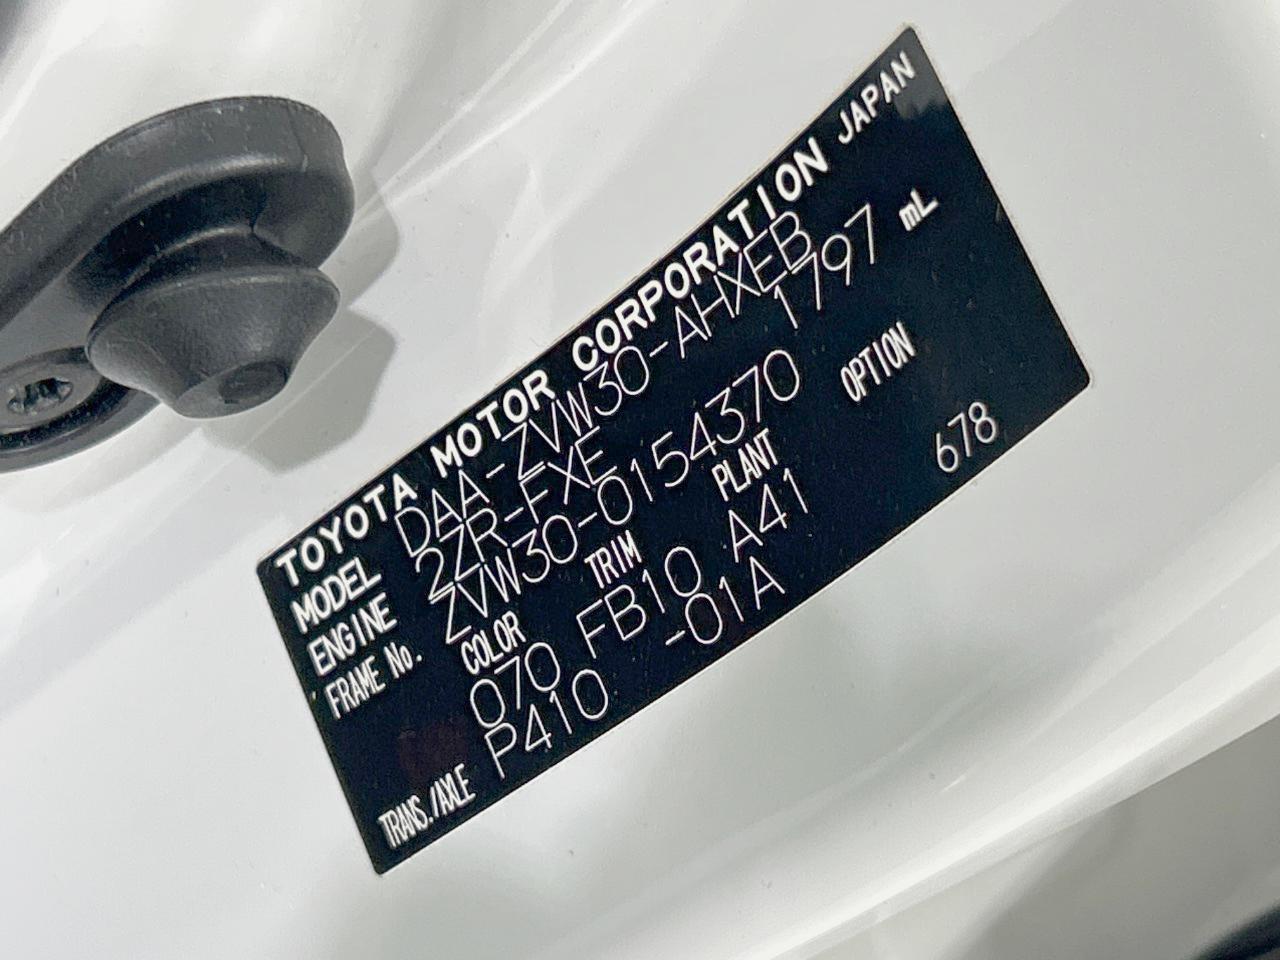 TOYOTA MOTOR CORPORATION JAPAN
MODEL DAA-ZVW30-AHXEB
ENGINE 2ZR-FXE 1797 mL
FRAME No. ZVW30-0154370
COLOR TRIM PLANT OPTION
070 FB10 A41 678
TRANS./AXLE P410 -01A